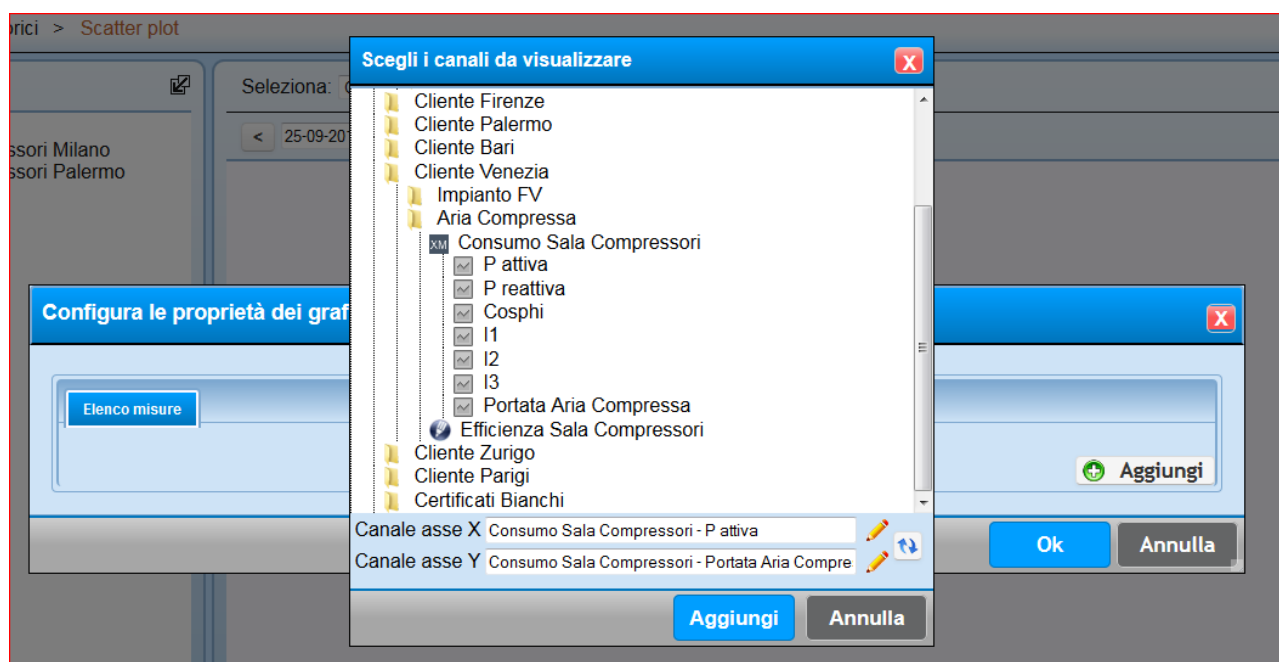 rici > Scatter plot
Scegli i canali da visualizzare
X
Seleziona:
< 25-09-201
ssori Milano
ssori Palermo
Cliente Firenze
Cliente Palermo
Cliente Bari
Cliente Venezia
Impianto FV
Aria Compressa
XM Consumo Sala Compressori
P attiva
P reattiva
Cosphi
I1
I2
I3
Portata Aria Compressa
Efficienza Sala Compressori
Cliente Zurigo
Cliente Parigi
Certificati Bianchi
Canale asse X Consumo Sala Compressori - P attiva
Canale asse Y Consumo Sala Compressori - Portata Aria Compre
Aggiungi Annulla
Configura le proprietà dei graf
X
Elenco misure
Aggiungi
Ok Annulla